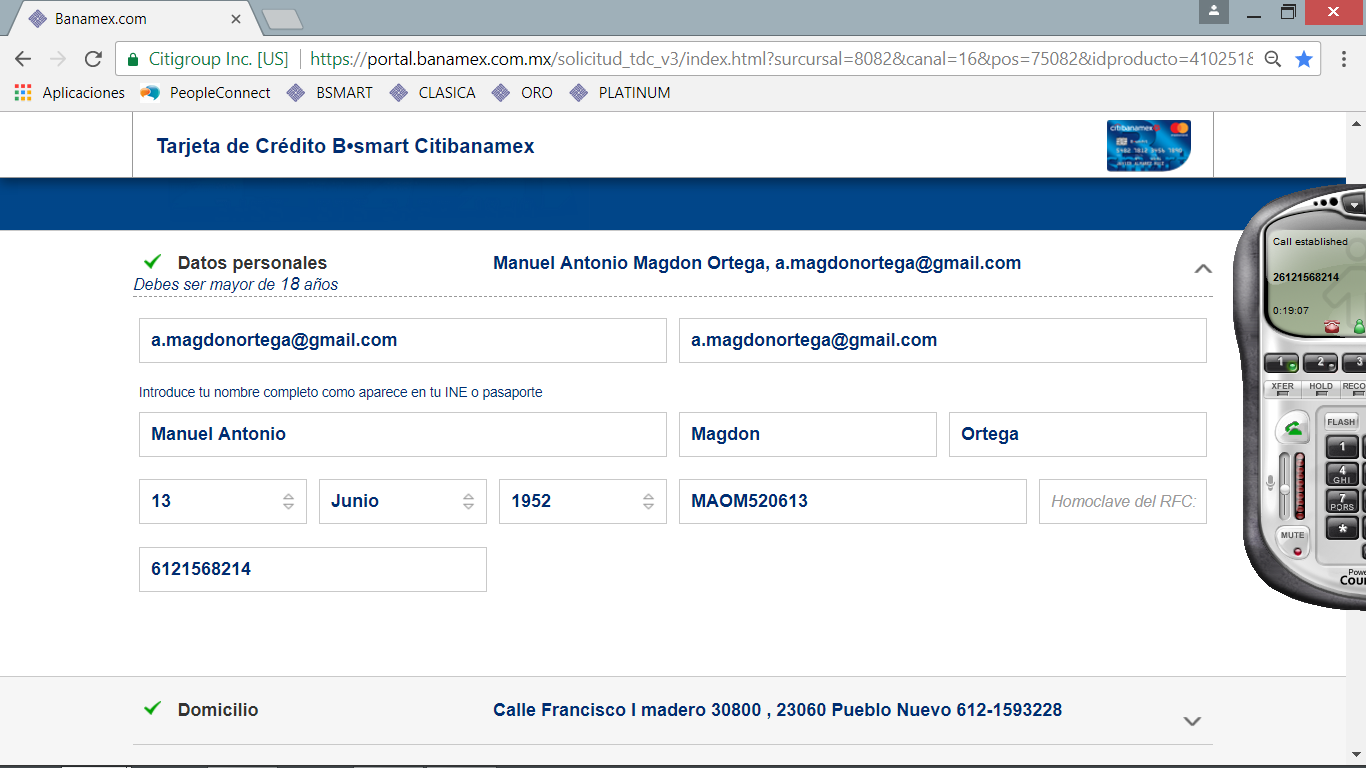 Banamex.com
Citigroup Inc. [US] https://portal.banamex.com.mx/solicitud_tdc_v3/index.html?surcursal=8082&canal=16&pos=75082&idproducto=4102518
Aplicaciones PeopleConnect BSMART CLASICA ORO PLATINUM
Tarjeta de Crédito B•smart Citibanamex
citibanamex
Datos personales Manuel Antonio Magdon Ortega, a.magdonortega@gmail.com
Debes ser mayor de 18 años
a.magdonortega@gmail.com a.magdonortega@gmail.com
Introduce tu nombre completo como aparece en tu INE o pasaporte
Manuel Antonio Magdon Ortega
13 Junio 1952 MAOM520613 Homoclave del RFC:
6121568214
Domicilio Calle Francisco I madero 30800 , 23060 Pueblo Nuevo 612-1593228
Call established
26121568214
0:19:07
1 2 3
XFER HOLD RECO
FLASH
1
4
GHI
7
PQRS
*
MUTE
Powe
Coun